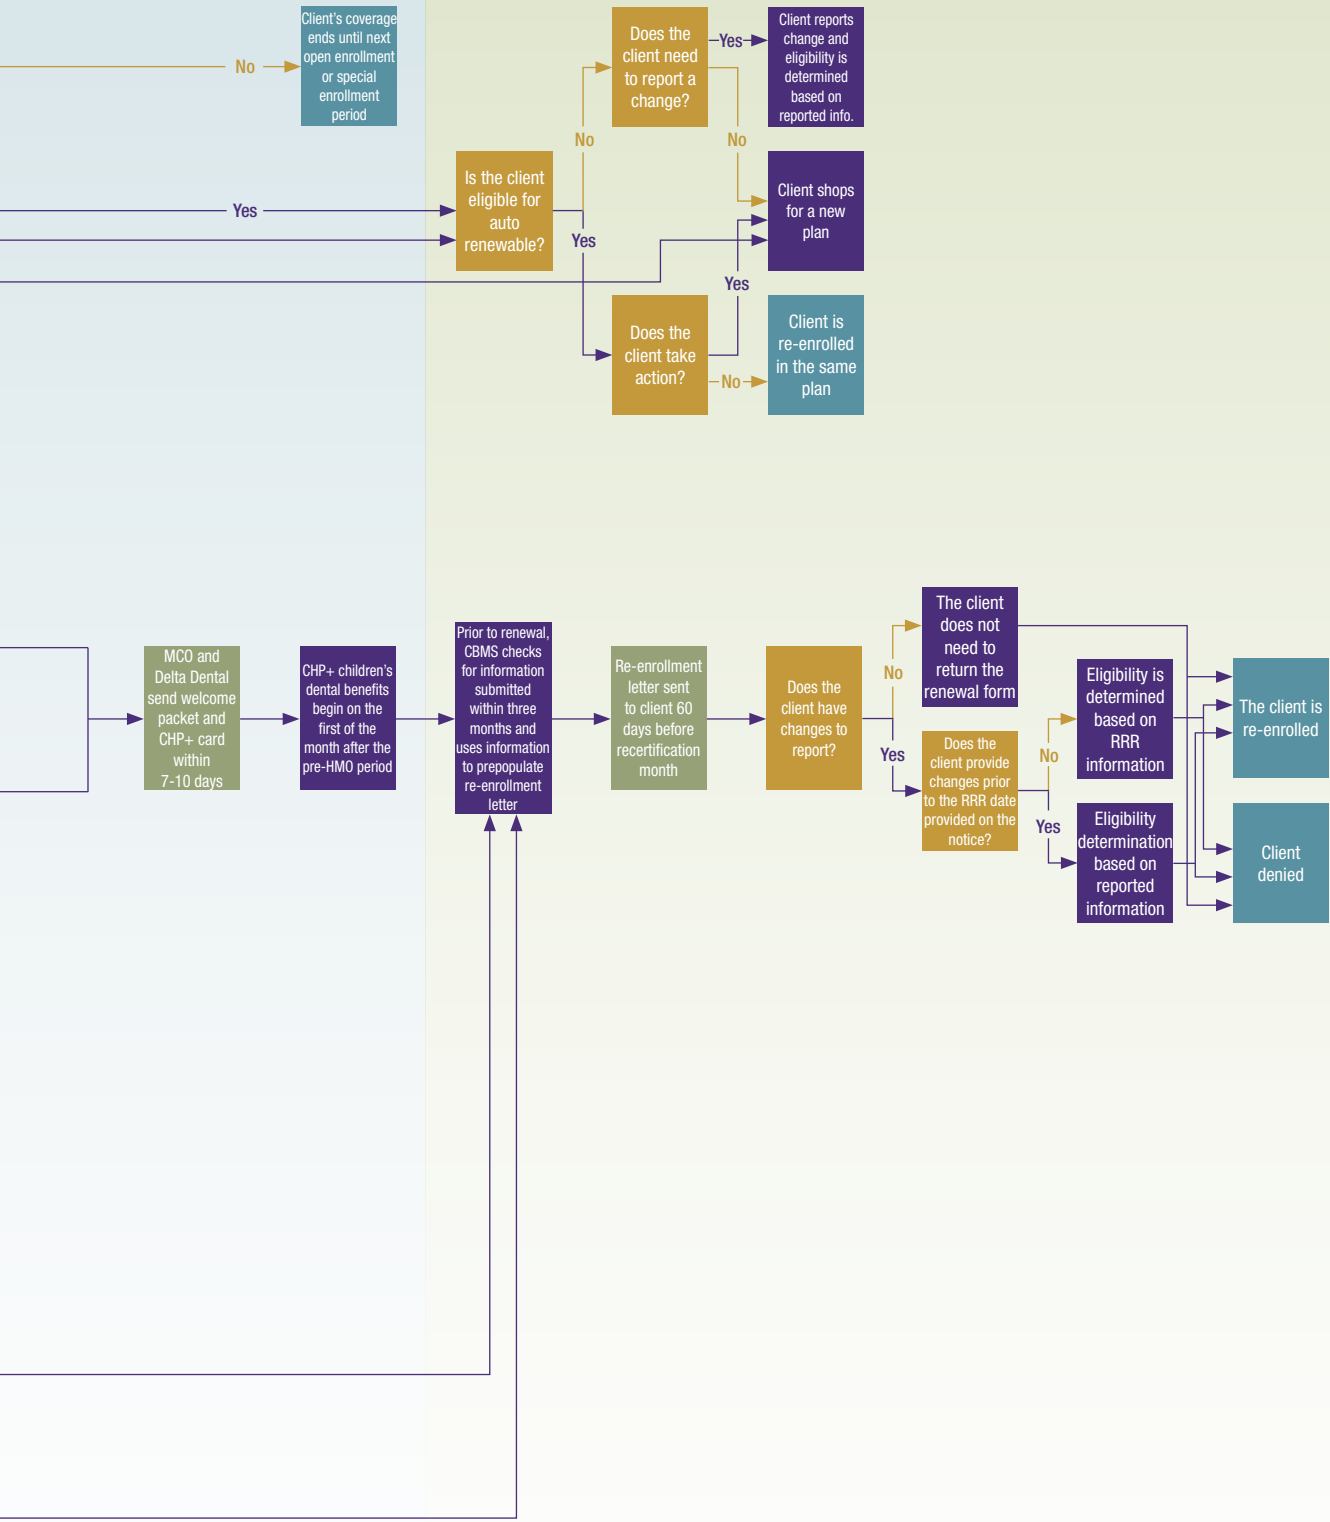 Client's coverage
ends until next
open enrollment
or special
enrollment
period
No
Does the
client need
to report a
change?
Yes
Client reports
change and
eligibility is
determined
based on
reported info.
No
No
Is the client
eligible for
auto
renewable?
Yes
Yes
Client shops
for a new
plan
Yes
Does the
client take
action?
No
Client is
re-enrolled
in the same
plan
MCO and
Delta Dental
send welcome
packet and
CHP+ card
within
7-10 days
CHP+ children's
dental benefits
begin on the
first of the
month after the
pre-HMO period
Prior to renewal,
CBMS checks
for information
submitted
within three
months and
uses information
to prepopulate
re-enrollment
letter
Re-enrollment
letter sent
to client 60
days before
recertification
month
Does the
client have
changes to
report?
No
Yes
The client
does not
need to
return the
renewal form
Does the
client provide
changes prior
to the RRR date
provided on the
notice?
No
Yes
Eligibility is
determined
based on
RRR
information
Eligibility
determination
based on
reported
information
The client is
re-enrolled
Client
denied